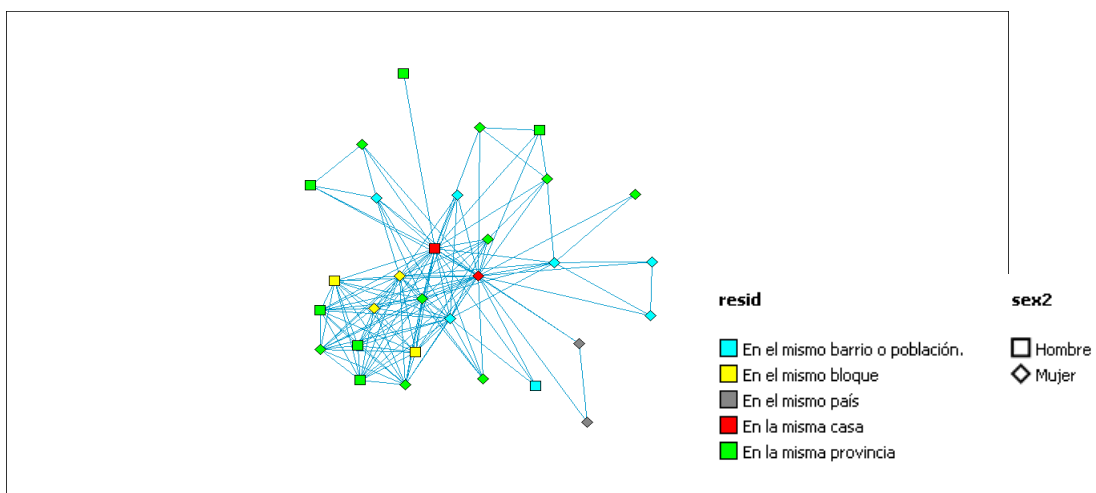 resid
En el mismo barrio o población.
En el mismo bloque
En el mismo país
En la misma casa
En la misma provincia
sex2
Hombre
Mujer